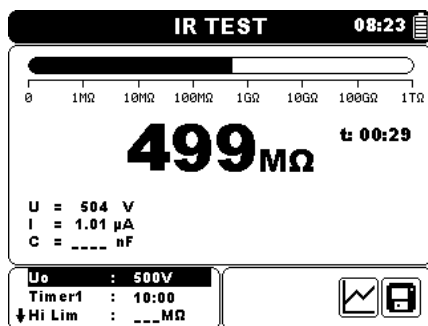 IR TEST 08:23
0 1MΩ 10MΩ 100MΩ 1GΩ 10GΩ 100GΩ 1TΩ
499MΩ t: 00:29
U = 504 V
I = 1.01 µA
C = ____ nF
Uo : 500V
Timer1 : 10:00
Hi Lim : ___MΩ